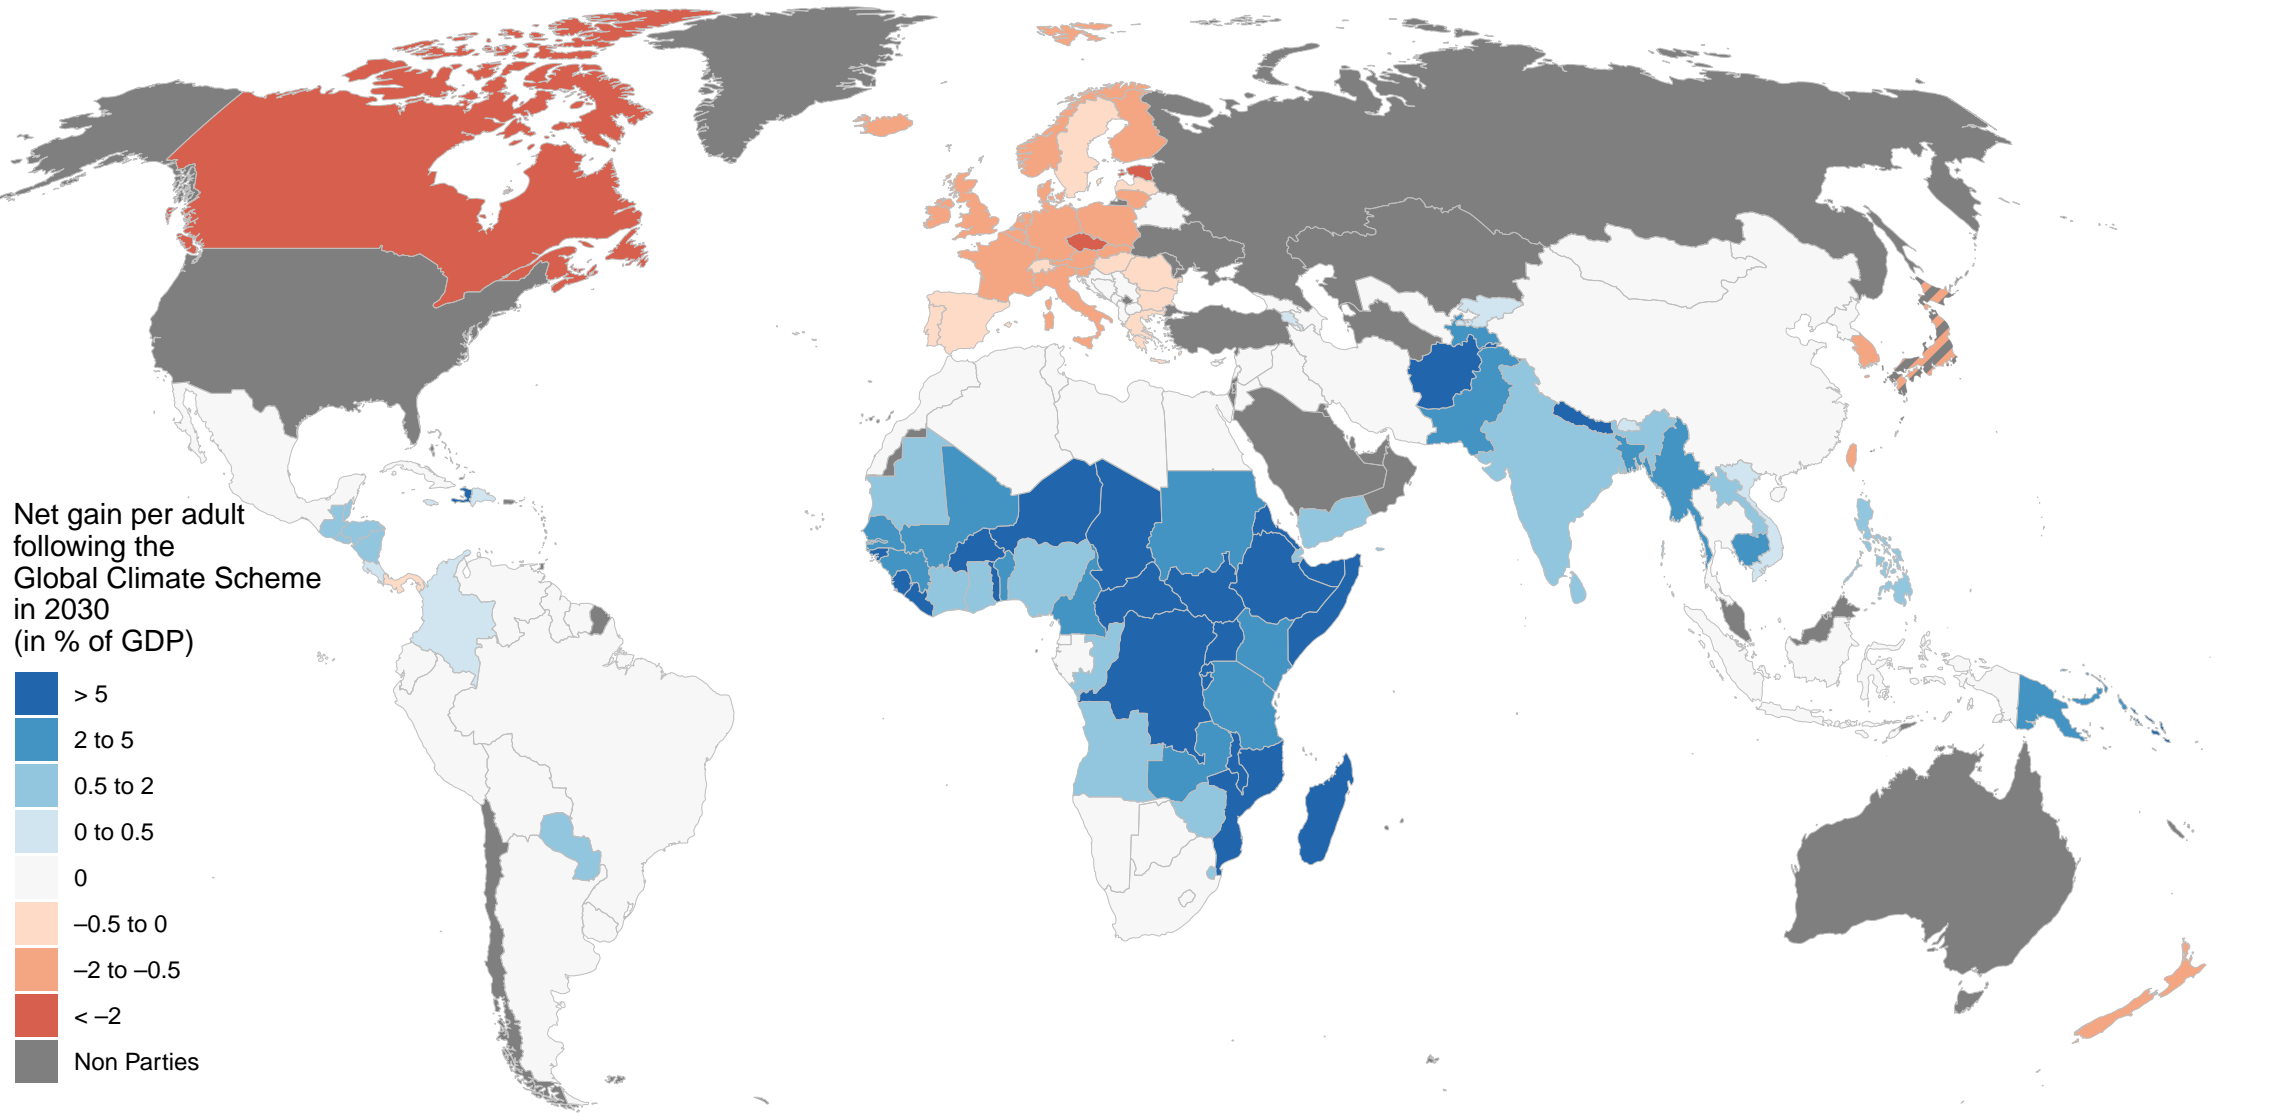 Net gain per adult
following the
Global Climate Scheme
in 2030
(in % of GDP)
> 5
2 to 5
0.5 to 2
0 to 0.5
0
–0.5 to 0
–2 to –0.5
< –2
Non Parties